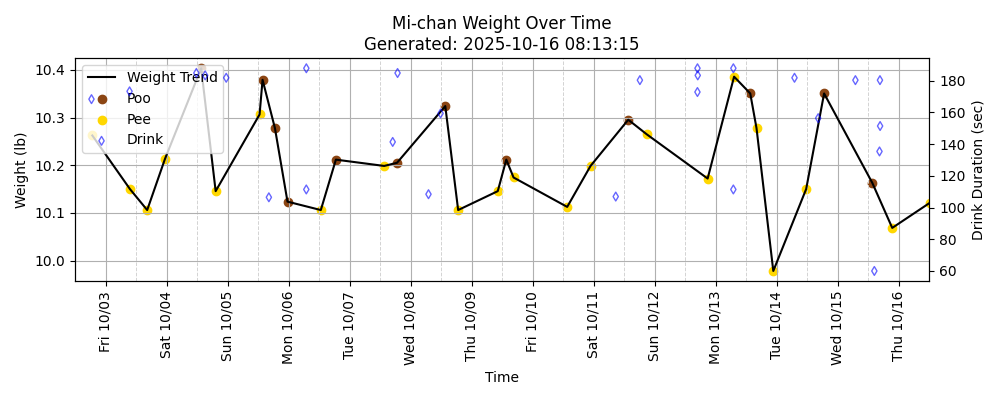 Mi-chan Weight Over Time
Generated: 2025-10-16 08:13:15
Weight (lb)
10.4
10.3
10.2
10.1
10.0
Weight Trend
Poo
Pee
Drink
180
160
140
120
100
80
60
Drink Duration (sec)
Fri 10/03
Sat 10/04
Sun 10/05
Mon 10/06
Tue 10/07
Wed 10/08
Thu 10/09
Fri 10/10
Sat 10/11
Sun 10/12
Mon 10/13
Tue 10/14
Wed 10/15
Thu 10/16
Time